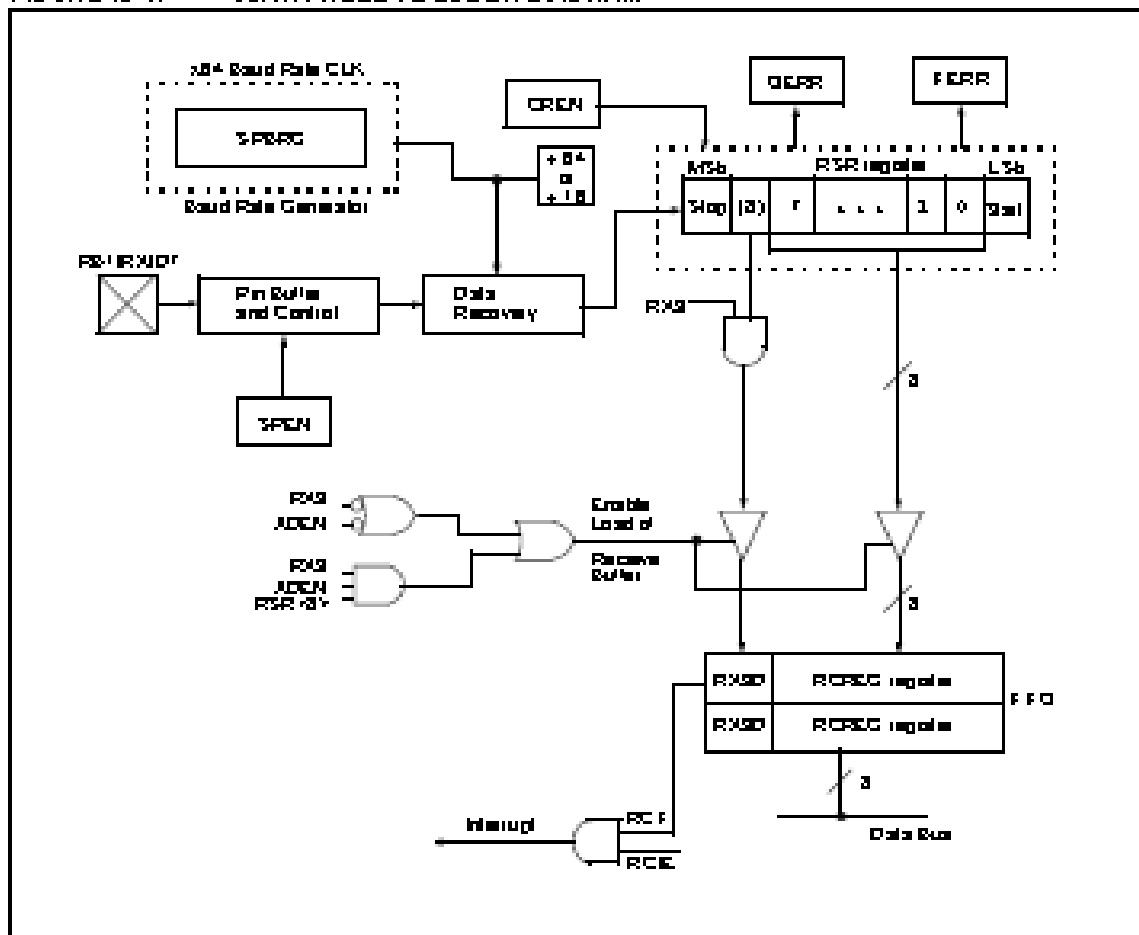 x64 Baud Rate CLK
SPBRG
Baud Rate Generator
CREN
OERR
FERR
÷ 64
or
÷ 16
MSb
RSR register
LSb
Stop
(8)
7
• • •
1
0
Start
Pin Buffer
and Control
Data
Recovery
RX9
8
SPEN
RX9
ADEN
Enable
Load of
Receive
Buffer
RX9
ADEN
RSR<8>
8
RX9D
RCREG register
RX9D
RCREG register
FIFO
8
Data Bus
Interrupt
RCIF
RCIE